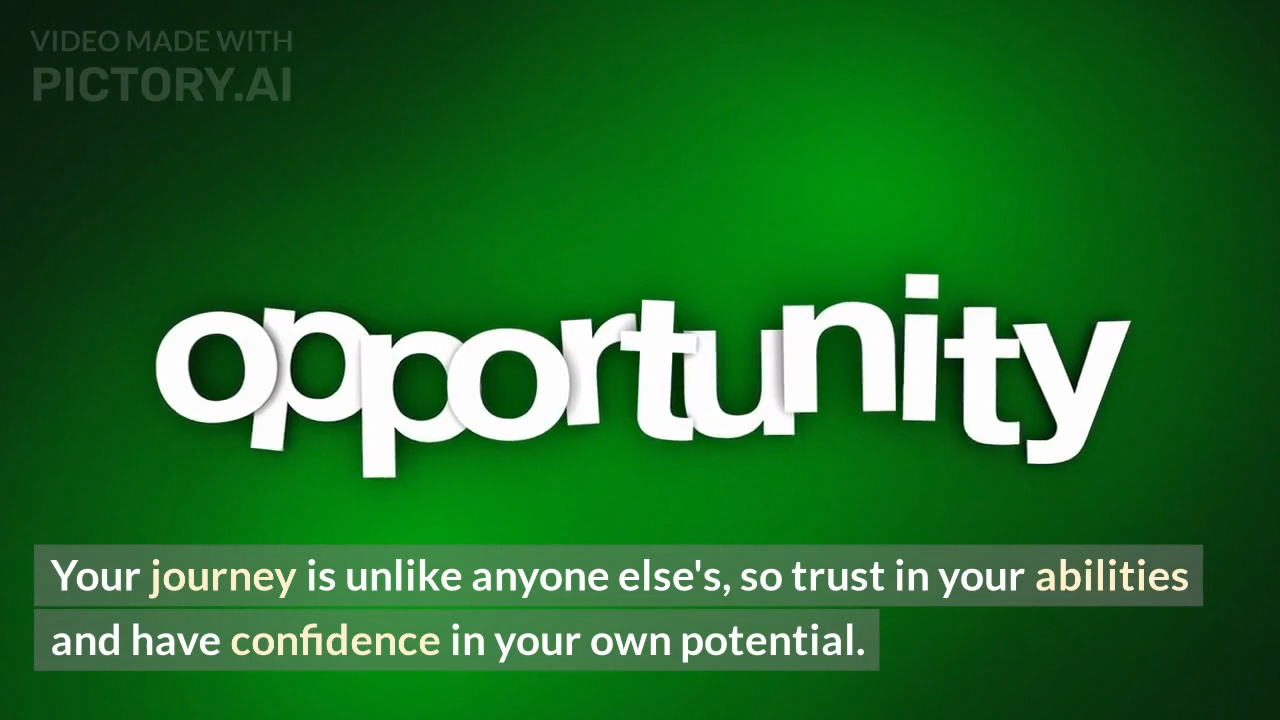 VIDEO MADE WITH
PICTORY.AI
opportunity
Your journey is unlike anyone else's, so trust in your abilities
and have confidence in your own potential.